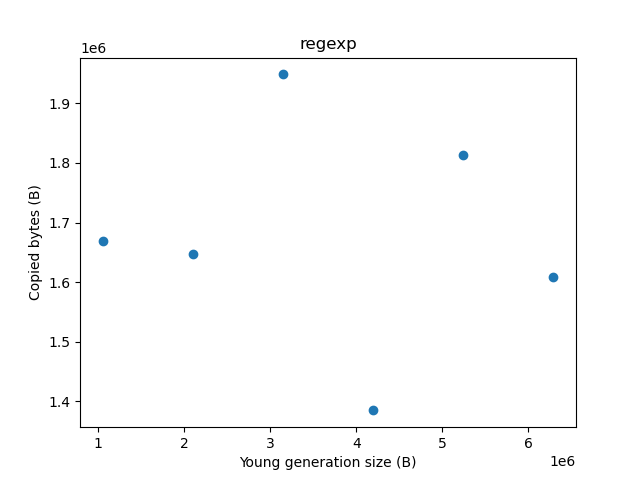 regexp
1e6
1.9
1.8
1.7
1.6
1.5
1.4
Copied bytes (B)
1 2 3 4 5 6
1e6
Young generation size (B)